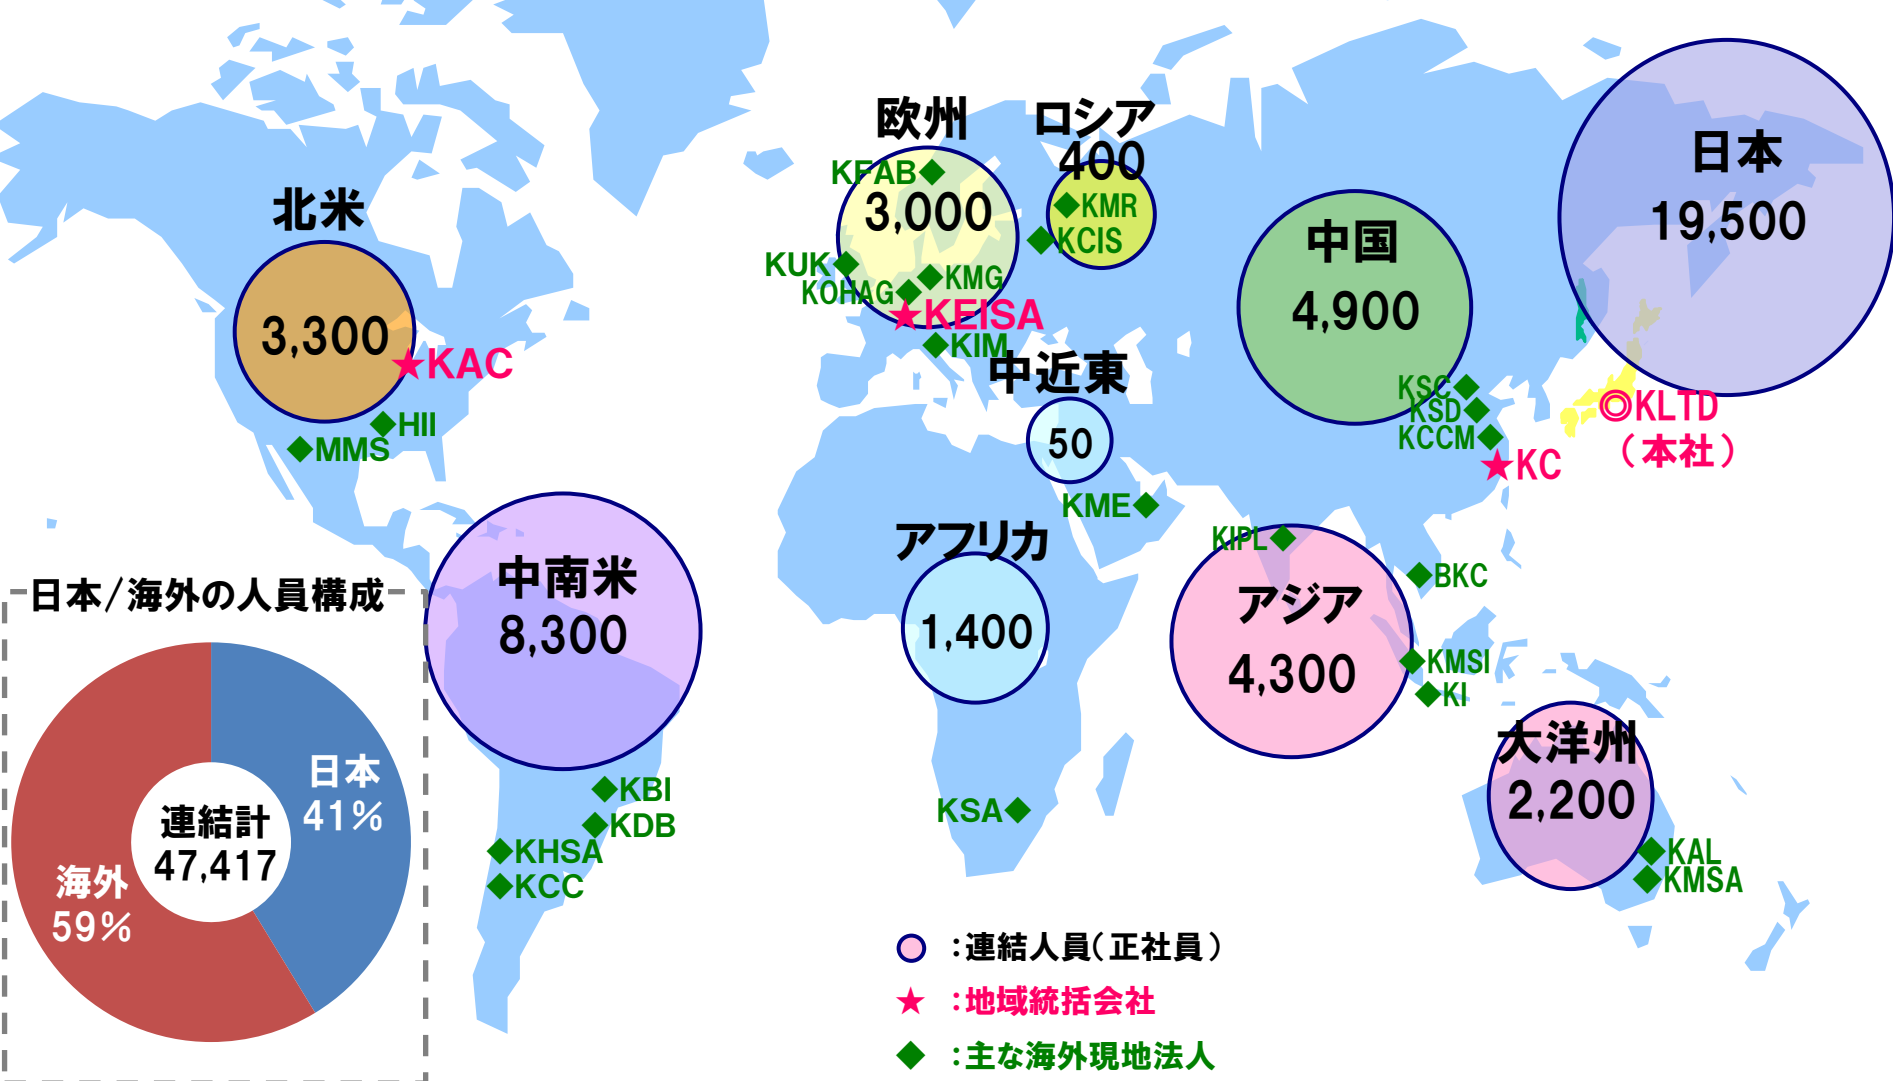 欧州
ロシア
400
日本
19,500
KFAB
3,000
KMR
KCIS
北米
3,300
中国
4,900
KUK
KMG
KOHAG
KEISA
KIM
KAC
HII
MMS
中近東
50
KME
KSC
KSD
KCCM
KC
KLTD
（本社）
アフリカ
1,400
KIPL
アジア
4,300
BKC
KMSI
KI
中南米
8,300
大洋州
2,200
KAL
KMSA
KSA
KBI
KDB
KHSA
KCC
日本/海外の人員構成
日本
41%
連結計
47,417
海外
59%
：連結人員（正社員）
：地域統括会社
：主な海外現地法人